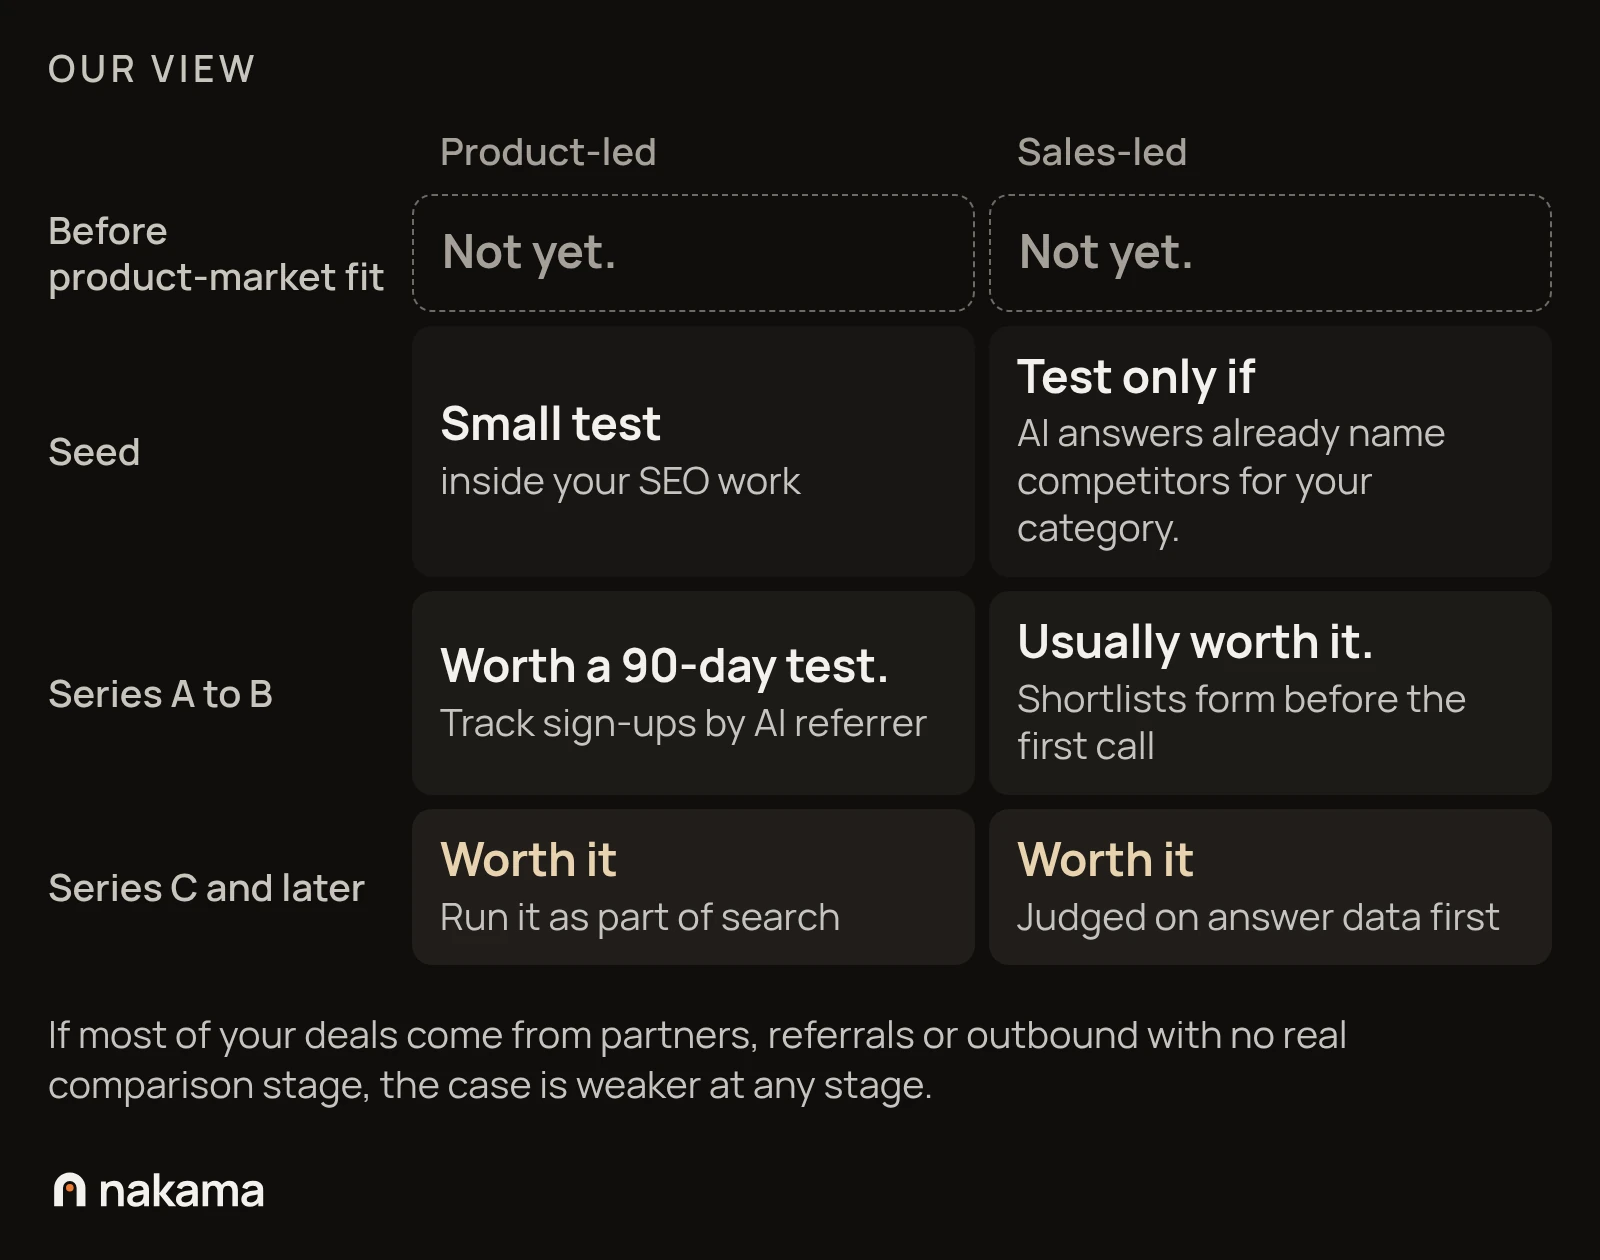 OUR VIEW
Product-led
Sales-led
Before
product-market fit
Not yet.
Not yet.
Seed
Small test
inside your SEO work
Test only if
AI answers already name
competitors for your
category.
Series A to B
Worth a 90-day test.
Track sign-ups by AI referrer
Usually worth it.
Shortlists form before the
first call
Series C and later
Worth it
Run it as part of search
Worth it
Judged on answer data first
If most of your deals come from partners, referrals or outbound with no real
comparison stage, the case is weaker at any stage.
nakama